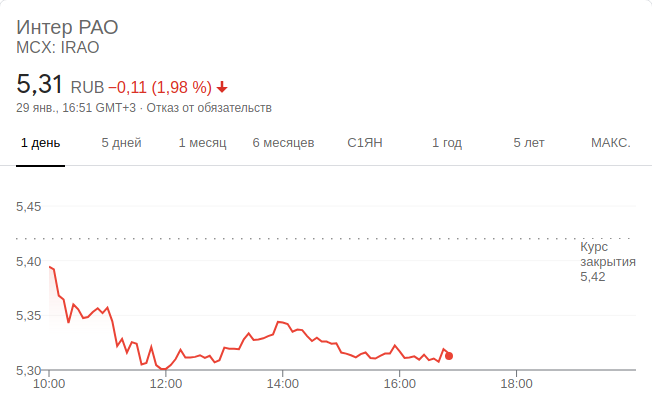 Интер РАО
MCX: IRAO
5,31 RUB −0,11 (1,98 %)
29 янв., 16:51 GMT+3 · Отказ от обязательств
1 день 5 дней 1 месяц 6 месяцев С1ЯН 1 год 5 лет МАКС.
5,45
Курс
закрытия
5,42
5,40
5,35
5,30
10:00 12:00 14:00 16:00 18:00